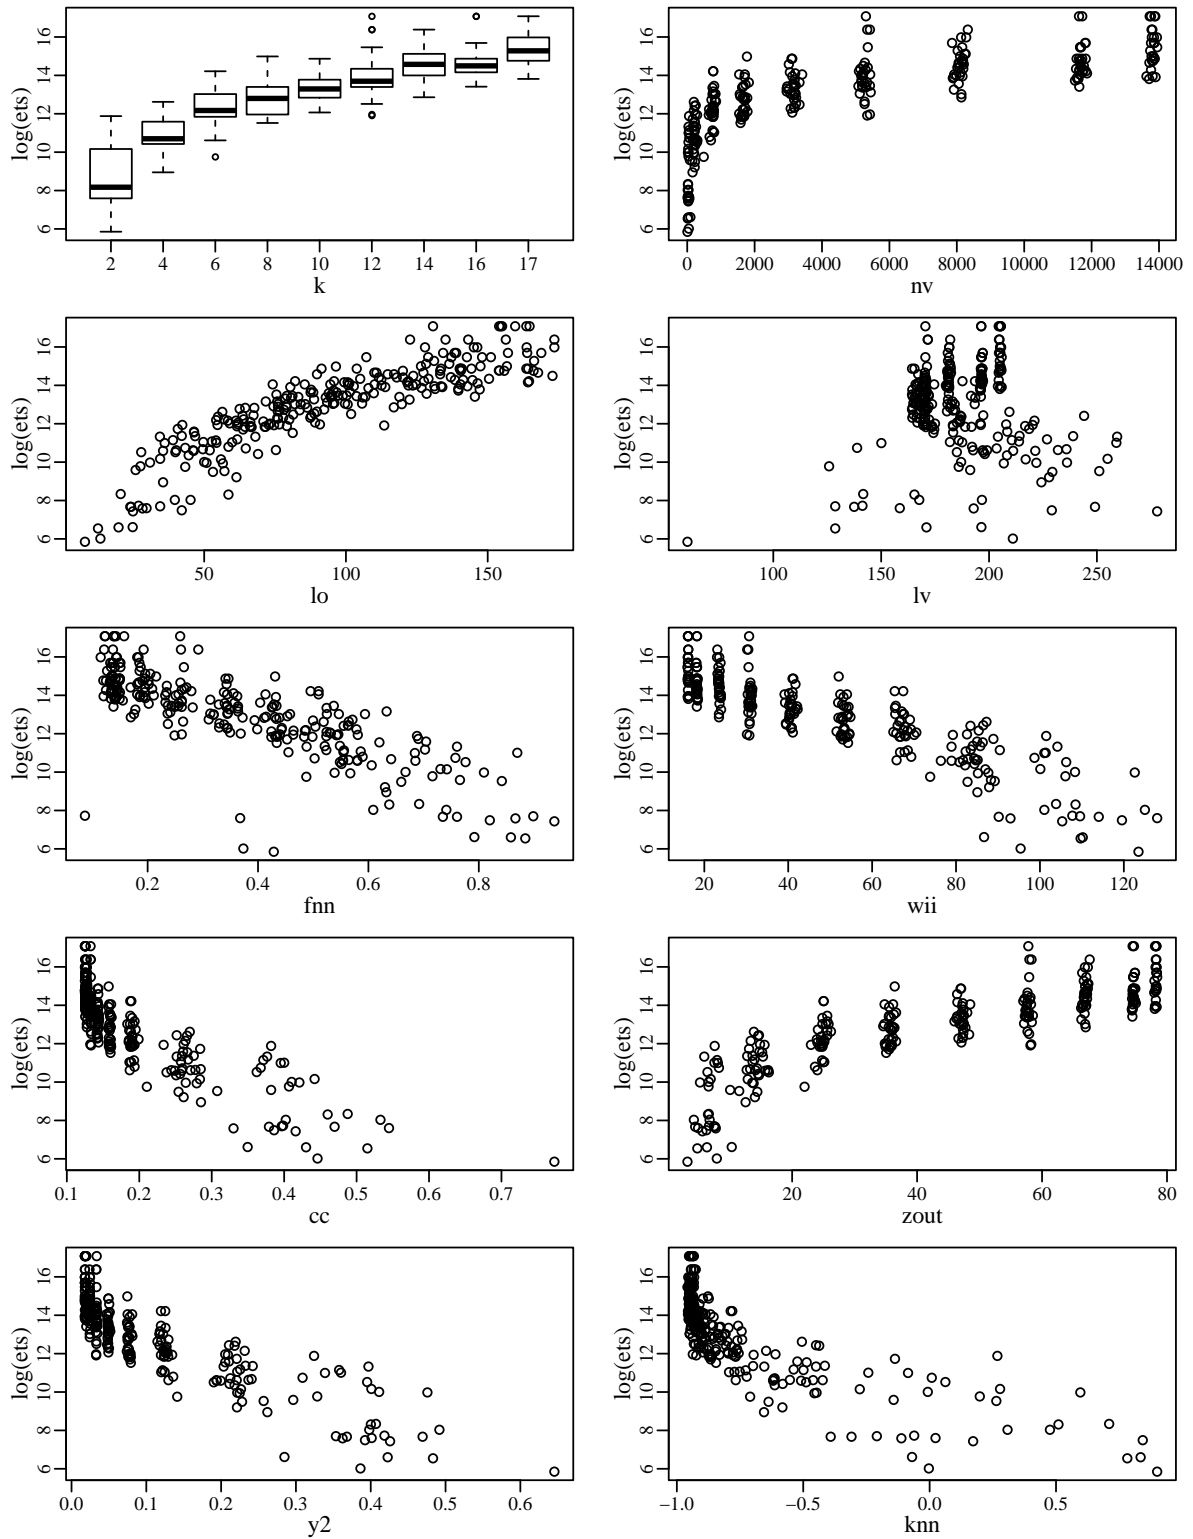 6 8 10 12 14 16
log(ets)
2 4 6 8 10 12 14 16 17
k
6 8 10 12 14 16
log(ets)
0 2000 4000 6000 8000 10000 12000 14000
nv
6 8 10 12 14 16
log(ets)
50 100 150
lo
6 8 10 12 14 16
log(ets)
100 150 200 250
lv
6 8 10 12 14 16
log(ets)
0.2 0.4 0.6 0.8
fnn
6 8 10 12 14 16
log(ets)
20 40 60 80 100 120
wii
6 8 10 12 14 16
log(ets)
0.1 0.2 0.3 0.4 0.5 0.6 0.7
cc
6 8 10 12 14 16
log(ets)
20 40 60 80
zout
6 8 10 12 14 16
log(ets)
0.0 0.1 0.2 0.3 0.4 0.5 0.6
y2
6 8 10 12 14 16
log(ets)
−1.0 −0.5 0.0 0.5
knn